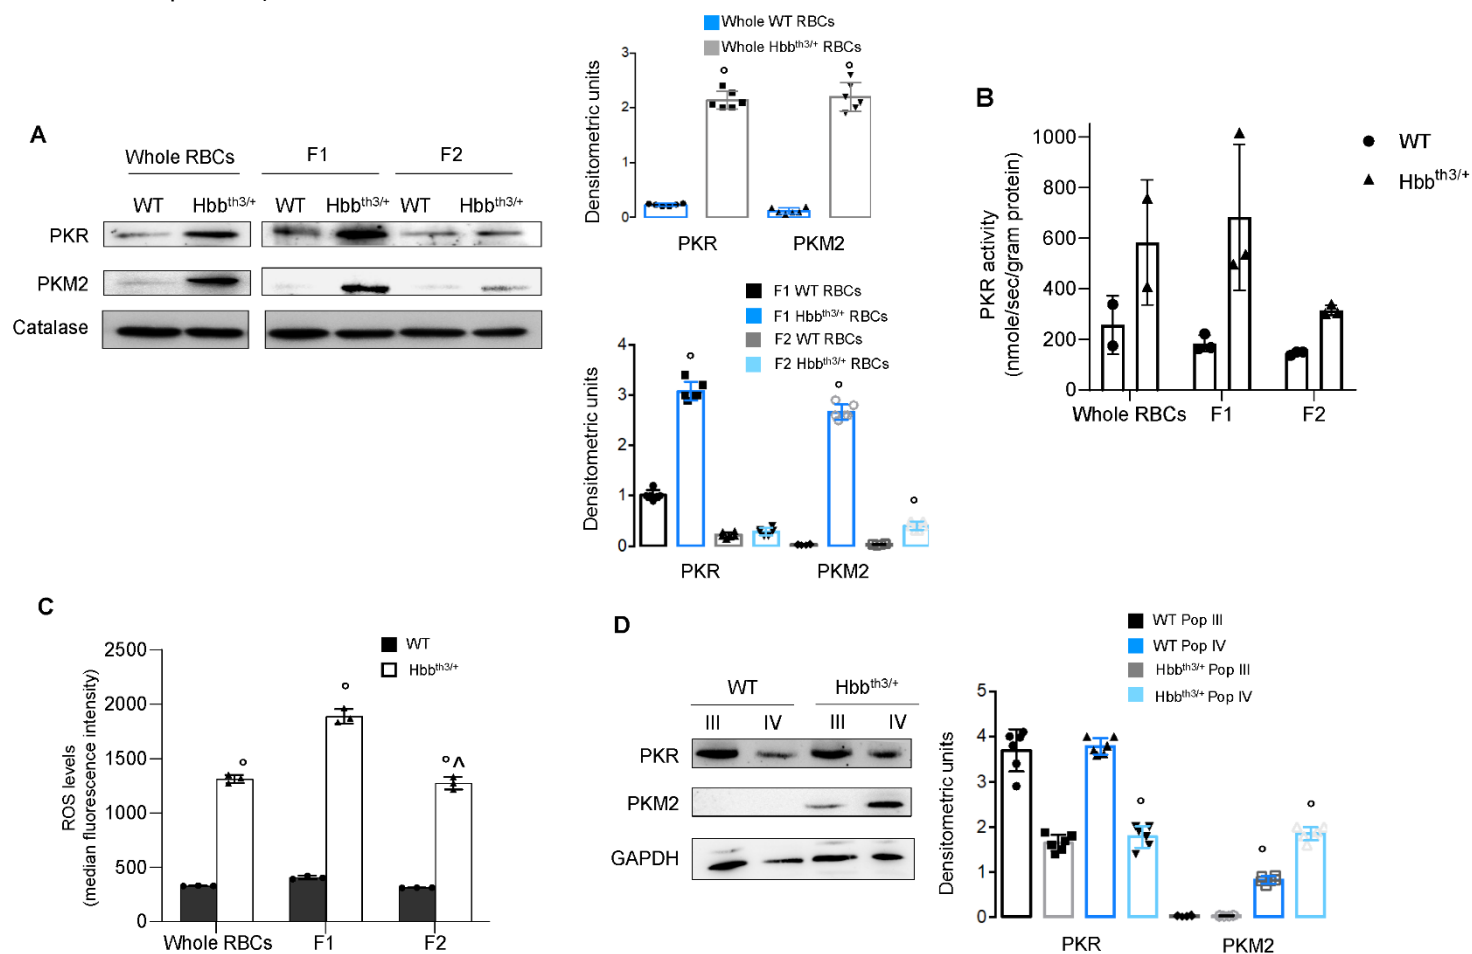 A
Whole RBCs F1 F2
WT Hbbth3/+ WT Hbbth3/+ WT Hbbth3/+
PKR
PKM2
Catalase
Whole WT RBCs
Whole Hbbth3/+ RBCs
Densitometric units
3
2
1
0
PKR PKM2
F1 WT RBCs
F1 Hbbth3/+ RBCs
F2 WT RBCs
F2 Hbbth3/+ RBCs
Densitometric units
4
3
2
1
0
PKR PKM2
B
PKR activity
(nmole/sec/gram protein)
1000
800
600
400
200
0
Whole RBCs F1 F2
WT
Hbbth3/+
C
ROS levels
(median fluorescence intensity)
2500
2000
1500
1000
500
0
Whole RBCs F1 F2
WT
Hbbth3/+
° ° ° ^
D
WT Hbbth3/+
III IV III IV
PKR
PKM2
GAPDH
WT Pop III
WT Pop IV
Hbbth3/+ Pop III
Hbbth3/+ Pop IV
Densitometric units
5
4
3
2
1
0
PKR PKM2